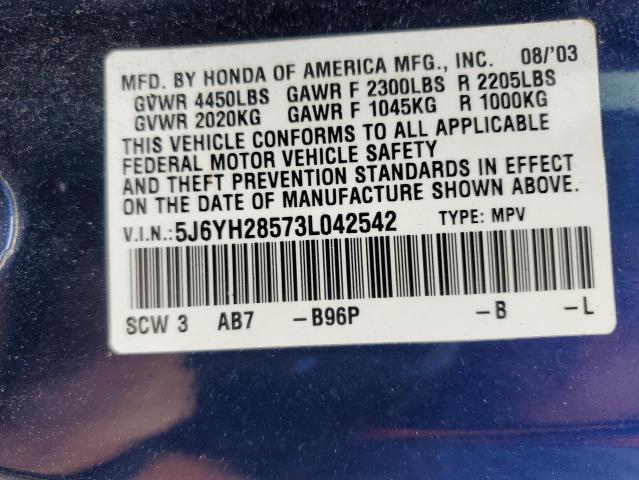 MFD. BY HONDA OF AMERICA MFG., INC. 08/'03
GVWR 4450LBS GAWR F 2300LBS R 2205LBS
GVWR 2020KG GAWR F 1045KG R 1000KG
THIS VEHICLE CONFORMS TO ALL APPLICABLE
FEDERAL MOTOR VEHICLE SAFETY
AND THEFT PREVENTION STANDARDS IN EFFECT
ON THE DATE OF MANUFACTURE SHOWN ABOVE.
V.I.N.:5J6YH28573L042542 TYPE: MPV
SCW 3 AB7 -B96P -B -L